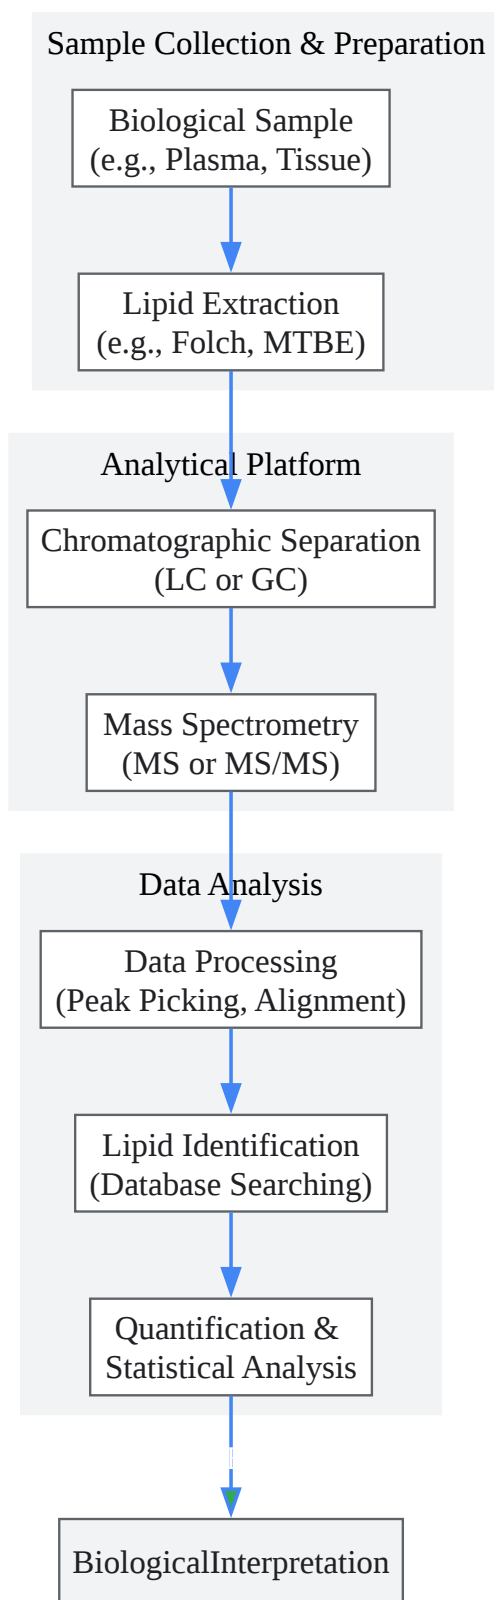 Sample Collection & Preparation
Biological Sample
(e.g., Plasma, Tissue)
Lipid Extraction
(e.g., Folch, MTBE)
Analytical Platform
Chromatographic Separation
(LC or GC)
Mass Spectrometry
(MS or MS/MS)
Data Analysis
Data Processing
(Peak Picking, Alignment)
Lipid Identification
(Database Searching)
Quantification &
Statistical Analysis
BiologicalInterpretation